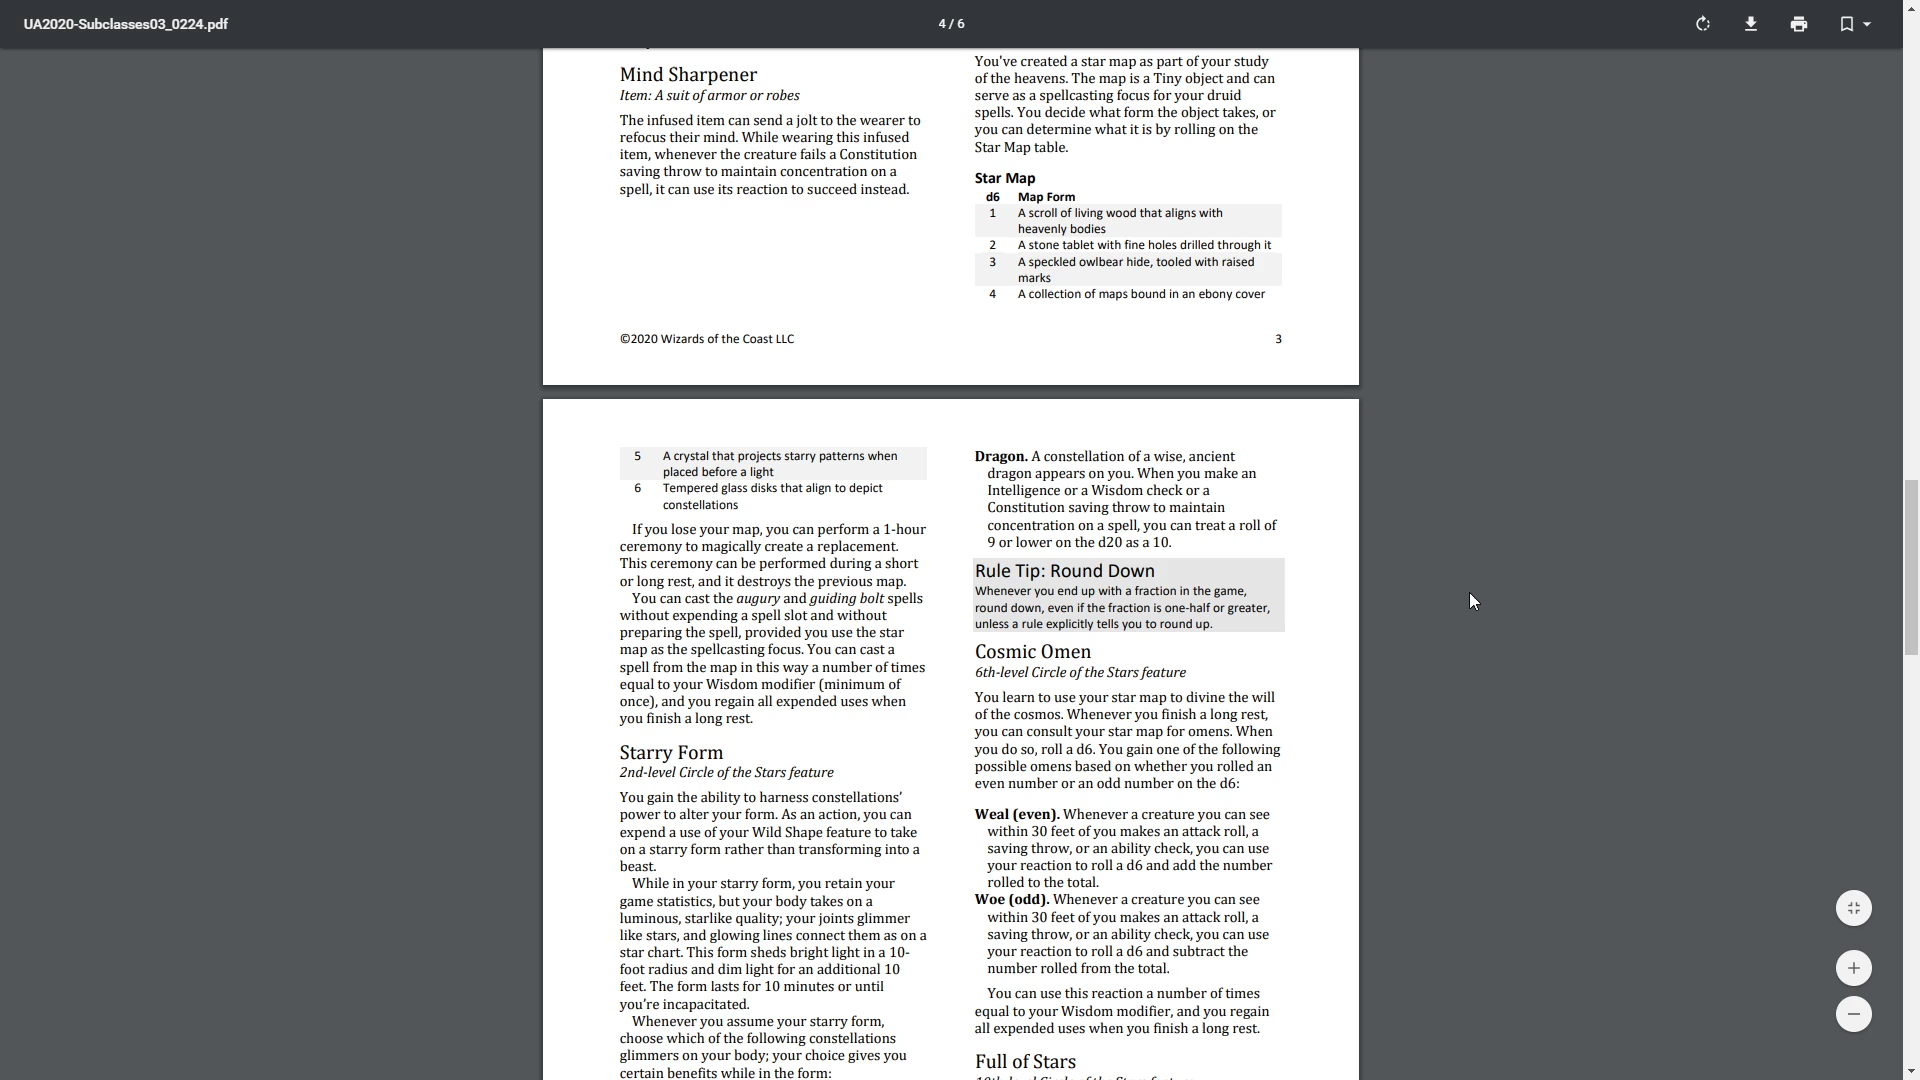 UA2020-Subclasses03_0224.pdf
4 / 6
Mind Sharpener
Item: A suit of armor or robes
The infused item can send a jolt to the wearer to
refocus their mind. While wearing this infused
item, whenever the creature fails a Constitution
saving throw to maintain concentration on a
spell, it can use its reaction to succeed instead.
You've created a star map as part of your study
of the heavens. The map is a Tiny object and can
serve as a spellcasting focus for your druid
spells. You decide what form the object takes, or
you can determine what it is by rolling on the
Star Map table.
Star Map
d6 Map Form
1 A scroll of living wood that aligns with
heavenly bodies
2 A stone tablet with fine holes drilled through it
3 A speckled owlbear hide, tooled with raised
marks
4 A collection of maps bound in an ebony cover
©2020 Wizards of the Coast LLC
3
5 A crystal that projects starry patterns when
placed before a light
6 Tempered glass disks that align to depict
constellations
If you lose your map, you can perform a 1-hour
ceremony to magically create a replacement.
This ceremony can be performed during a short
or long rest, and it destroys the previous map.
You can cast the augury and guiding bolt spells
without expending a spell slot and without
preparing the spell, provided you use the star
map as the spellcasting focus. You can cast a
spell from the map in this way a number of times
equal to your Wisdom modifier (minimum of
once), and you regain all expended uses when
you finish a long rest.
Starry Form
2nd-level Circle of the Stars feature
You gain the ability to harness constellations’
power to alter your form. As an action, you can
expend a use of your Wild Shape feature to take
on a starry form rather than transforming into a
beast.
While in your starry form, you retain your
game statistics, but your body takes on a
luminous, starlike quality; your joints glimmer
like stars, and glowing lines connect them as on a
star chart. This form sheds bright light in a 10-
foot radius and dim light for an additional 10
feet. The form lasts for 10 minutes or until
you're incapacitated.
Whenever you assume your starry form,
choose which of the following constellations
glimmers on your body; your choice gives you
certain benefits while in the form:
Dragon. A constellation of a wise, ancient
dragon appears on you. When you make an
Intelligence or a Wisdom check or a
Constitution saving throw to maintain
concentration on a spell, you can treat a roll of
9 or lower on the d20 as a 10.
Rule Tip: Round Down
Whenever you end up with a fraction in the game,
round down, even if the fraction is one-half or greater,
unless a rule explicitly tells you to round up.
Cosmic Omen
6th-level Circle of the Stars feature
You learn to use your star map to divine the will
of the cosmos. Whenever you finish a long rest,
you can consult your star map for omens. When
you do so, roll a d6. You gain one of the following
possible omens based on whether you rolled an
even number or an odd number on the d6:
Weal (even). Whenever a creature you can see
within 30 feet of you makes an attack roll, a
saving throw, or an ability check, you can use
your reaction to roll a d6 and add the number
rolled to the total.
Woe (odd). Whenever a creature you can see
within 30 feet of you makes an attack roll, a
saving throw, or an ability check, you can use
your reaction to roll a d6 and subtract the
number rolled from the total.
You can use this reaction a number of times
equal to your Wisdom modifier, and you regain
all expended uses when you finish a long rest.
Full of Stars